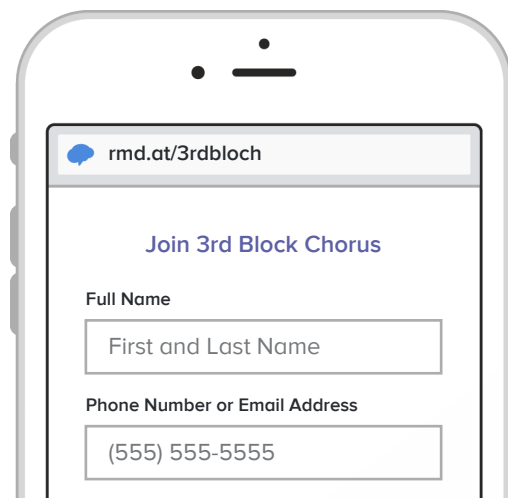 rmd.at/3rdbloch
Join 3rd Block Chorus
Full Name
First and Last Name
Phone Number or Email Address
(555) 555-5555